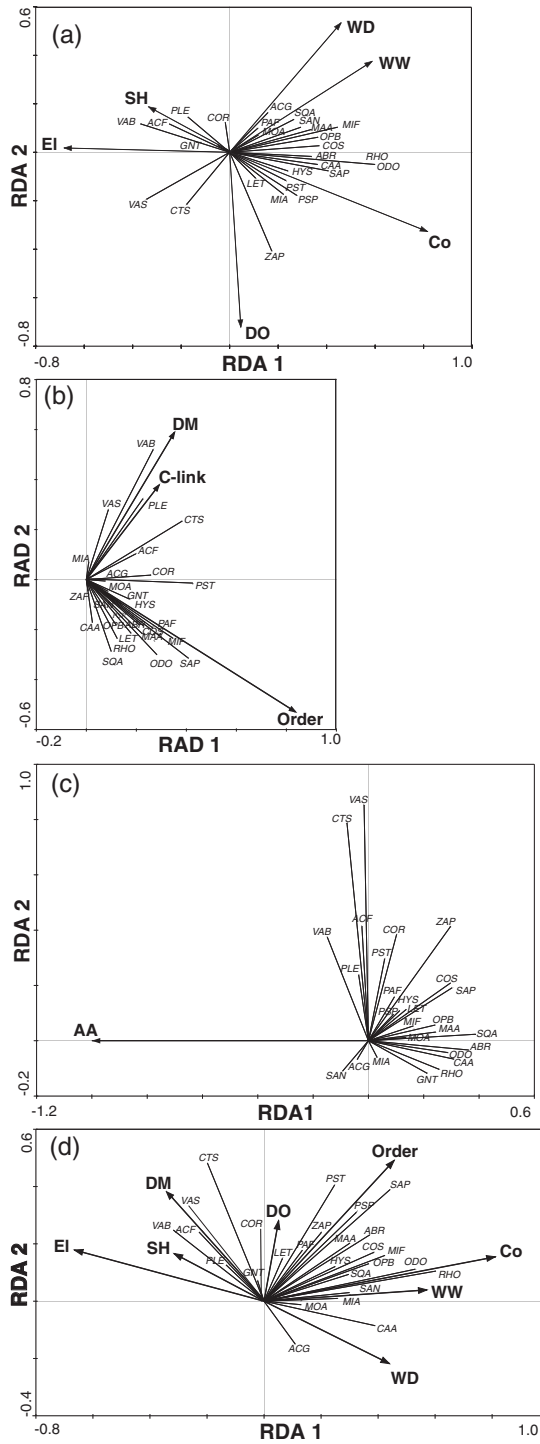 (a)
0.6
WD
WW
SH
PLE
COR
ACG
SQA
VAB
ACF
PAF
SAN
MOA
MAA
MIF
OPB
EI
GNT
COS
ABR
RHO
RDA 2
HYS
CAA
ODO
SAP
LET
PST
VAS
CTS
MIA
PSP
Co
ZAP
DO
-0.8
-0.8
RDA 1
1.0
(b)
0.8
DM
VAB
C-link
VAS
PLE
CTS
RAD 2
MIA
ACF
ACG
COR
MOA
PST
ZAP
GNT
SAN
HYS
CAA
OPB
PAF
LET
MAA
MIF
RHO
SQA
ODO
SAP
Order
-0.6
-0.2
RAD 1
1.0
(c)
1.0
VAS
CTS
RDA 2
ACF
ZAP
VAB
COR
PST
PLE
COS
PAF
SAP
HYS
LET
PSP
MIF
OPB
AA
MAA
MOA
SQA
ABR
MIA
ODO
ACG
CAA
SAN
RHO
GNT
-0.2
-1.2
RDA1
0.6
(d)
0.6
CTS
Order
PST
DM
SAP
VAS
DO
PSP
VAB
ACF
COR
ZAP
ABR
EI
SH
PAF
MAA
COS
MIF
Co
PLE
LET
HYS
OPB
ODO
GNT
SQA
RHO
RDA 2
SAN
WW
MOA
MIA
CAA
ACG
WD
-0.4
-0.8
RDA 1
1.0